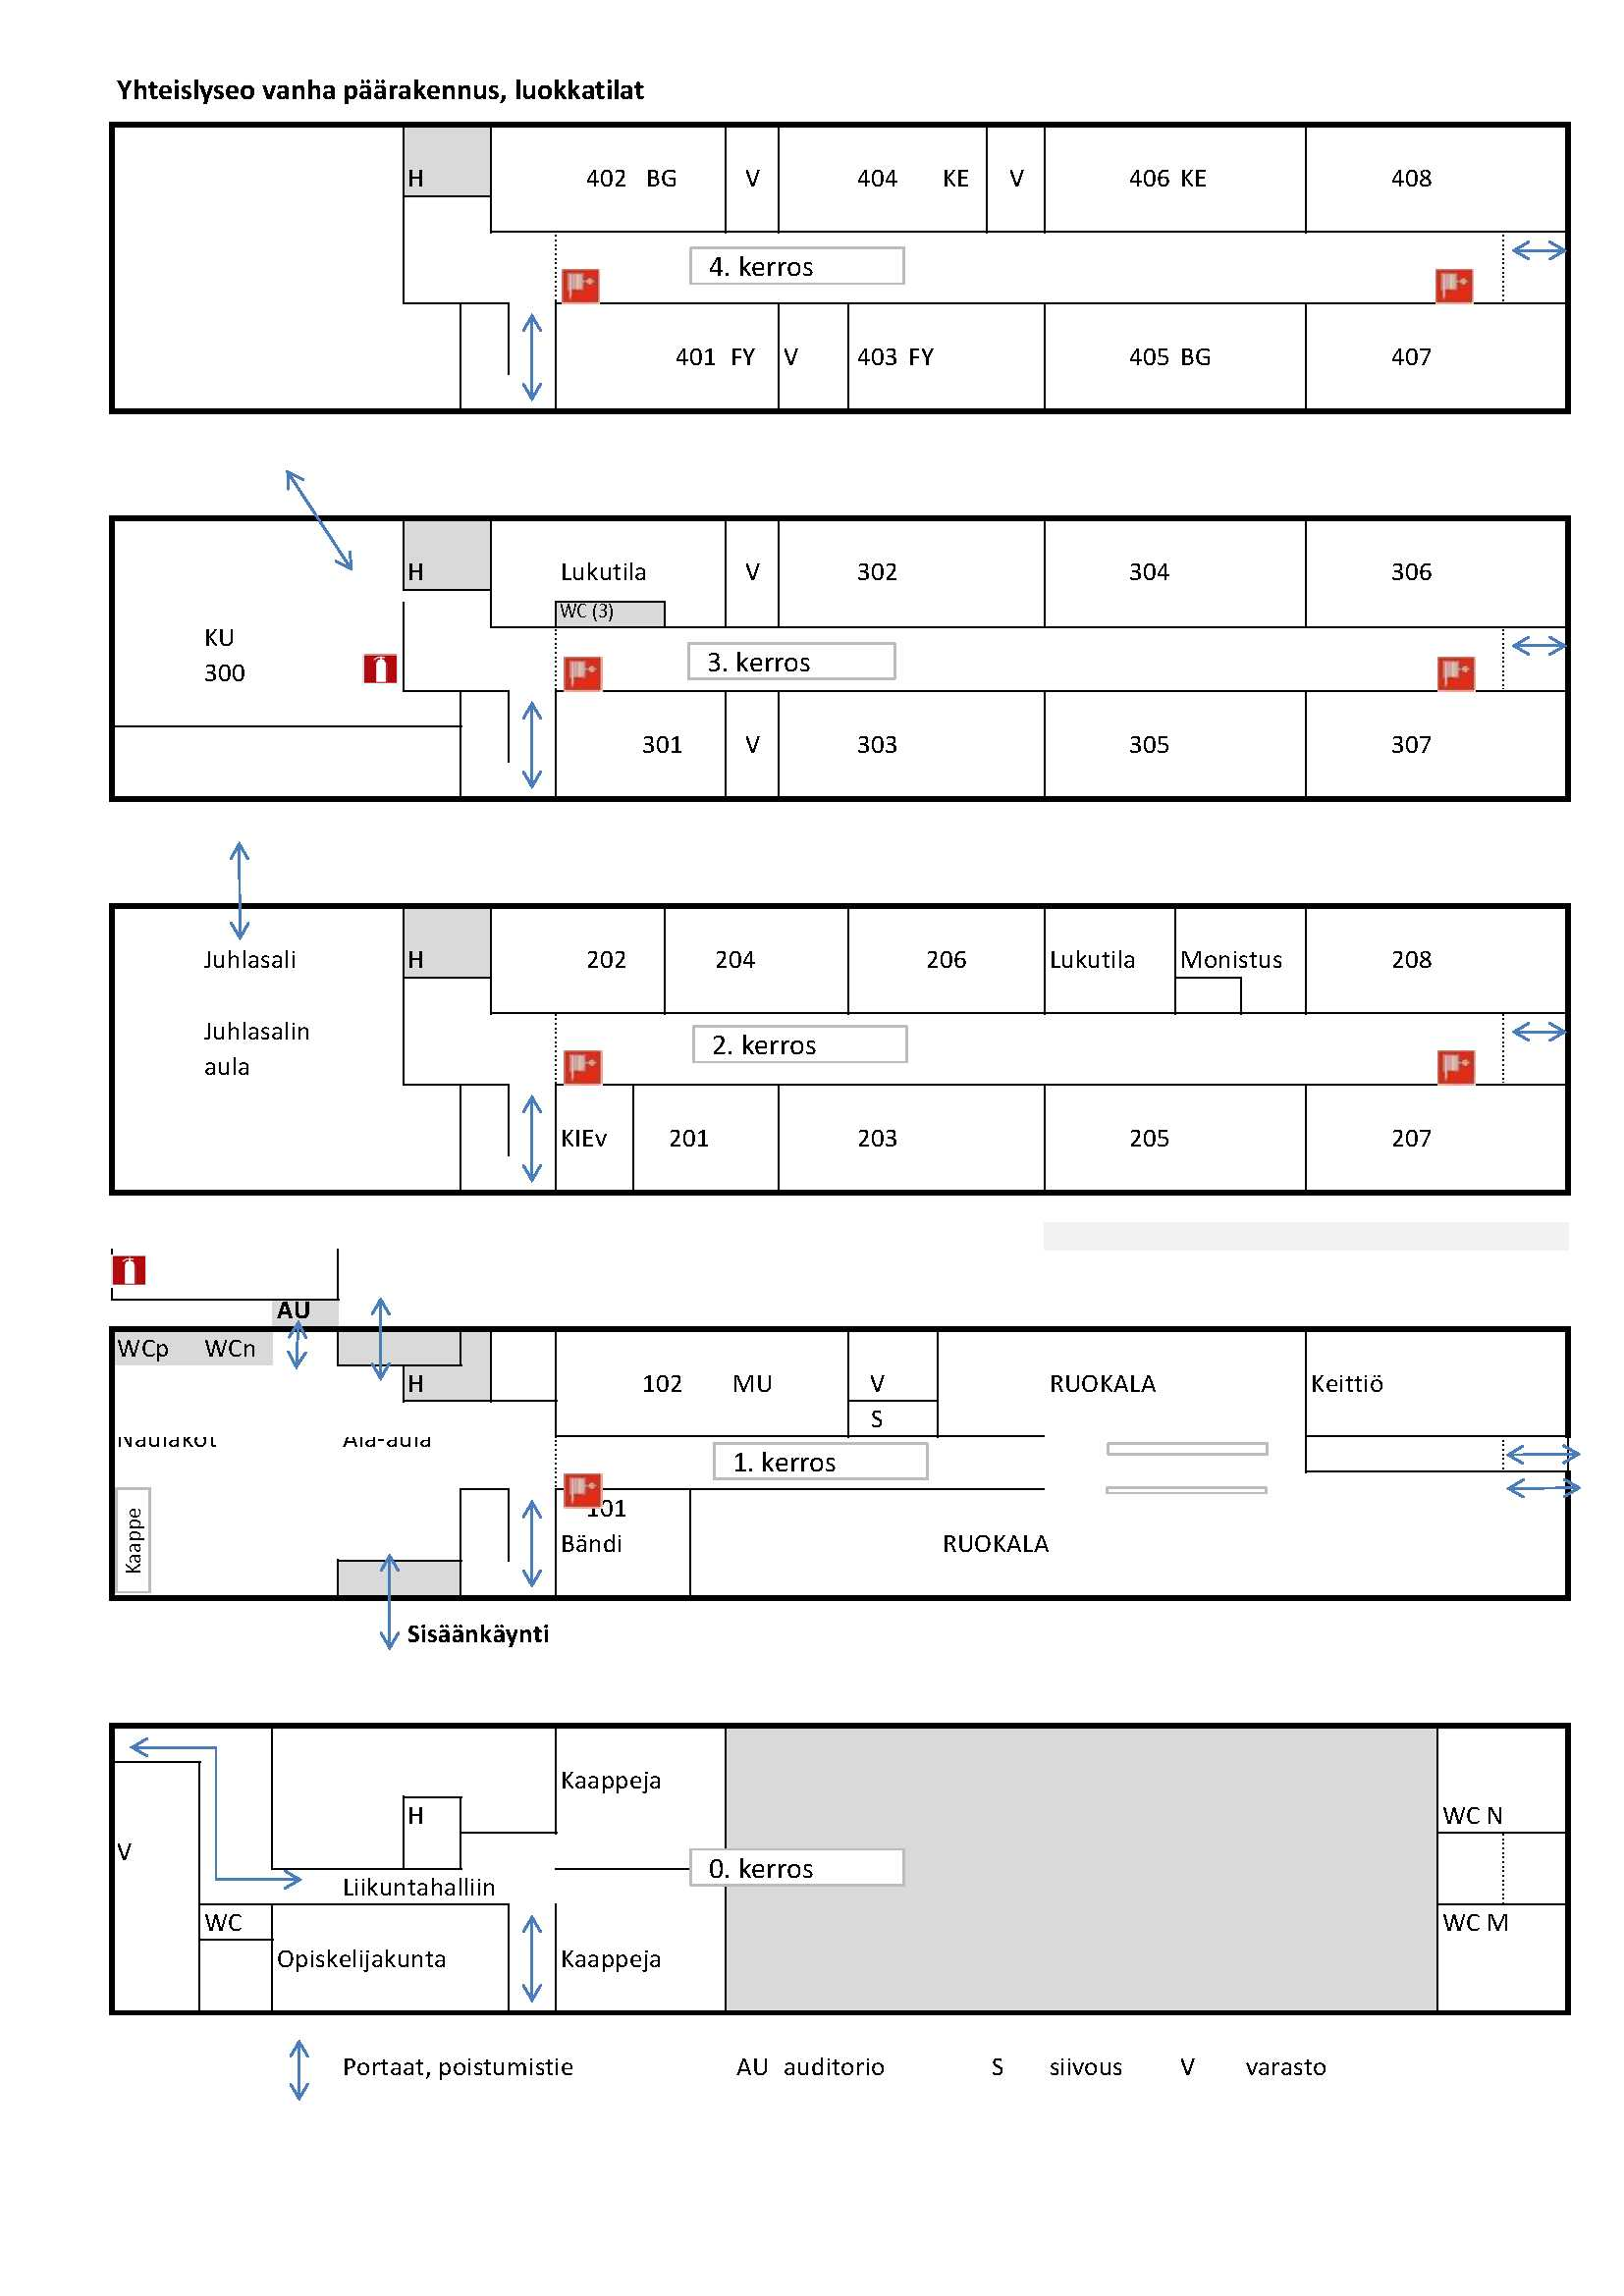 Yhteislyseo vanha päärakennus, luokkatilat
H 402 BG V 404 KE V 406 KE 408
4. kerros
401 FY V 403 FY 405 BG 407
H Lukutila V 302 304 306
WC (3)
KU
3. kerros
300
301 V 303 305 307
Juhlasali H 202 204 206 Lukutila Monistus 208
Juhlasalin
2. kerros
aula
KIEv 201 203 205 207
AU
WCp WCn
H 102 MU V RUOKALA Keittiö
S
Naulakot Ala-aula
1. kerros
101
Kaappe
Bändi RUOKALA
Sisäänkäynti
Kaappeja
H WC N
V
0. kerros
Liikuntahalliin
WC WC M
Opiskelijakunta Kaappeja
Portaat, poistumistie AU auditorio S siivous V varasto